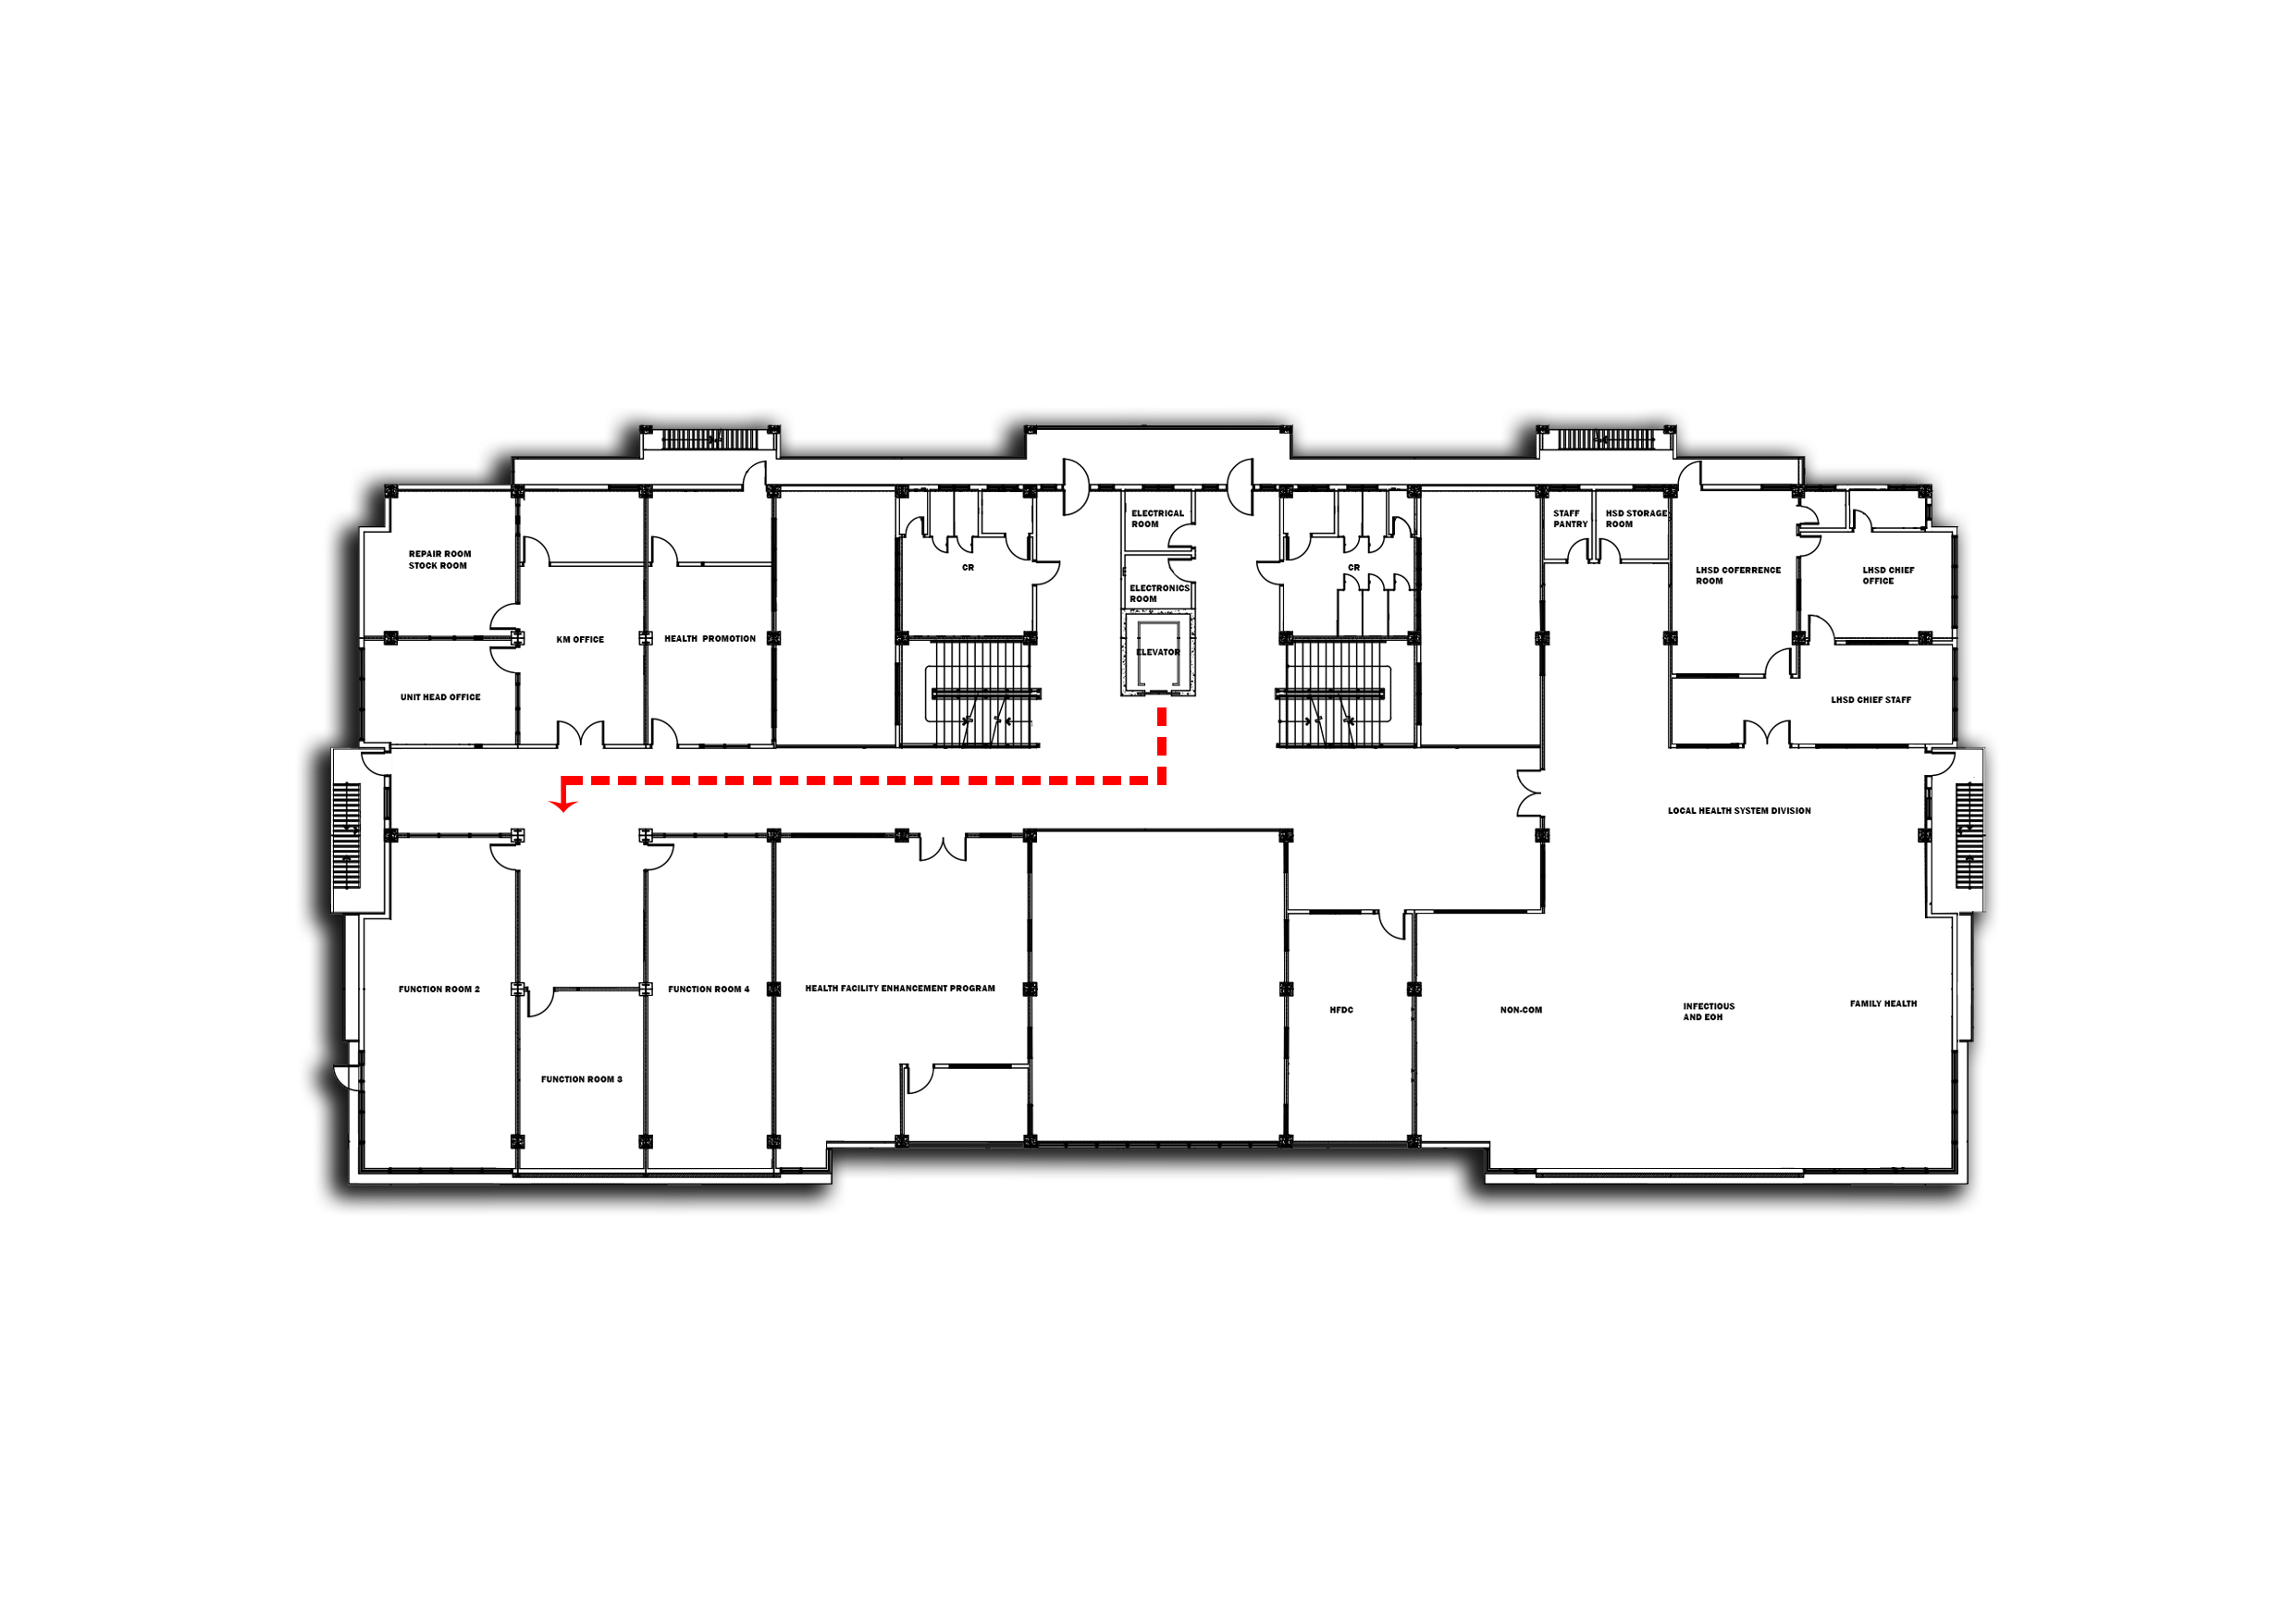 ELECTRICAL
ROOM
STAFF
PANTRY
HSD STORAGE
ROOM
REPAIR ROOM
STOCK ROOM
CR
CR
LHSD COFERRENCE
ROOM
LHSD CHIEF
OFFICE
ELECTRONICS
ROOM
KM OFFICE
HEALTH PROMOTION
ELEVATOR
UNIT HEAD OFFICE
LHSD CHIEF STAFF
LOCAL HEALTH SYSTEM DIVISION
FUNCTION ROOM 2
FUNCTION ROOM 4
HEALTH FACILITY ENHANCEMENT PROGRAM
HFDC
NON-COM
INFECTIOUS
AND EOH
FAMILY HEALTH
FUNCTION ROOM 3